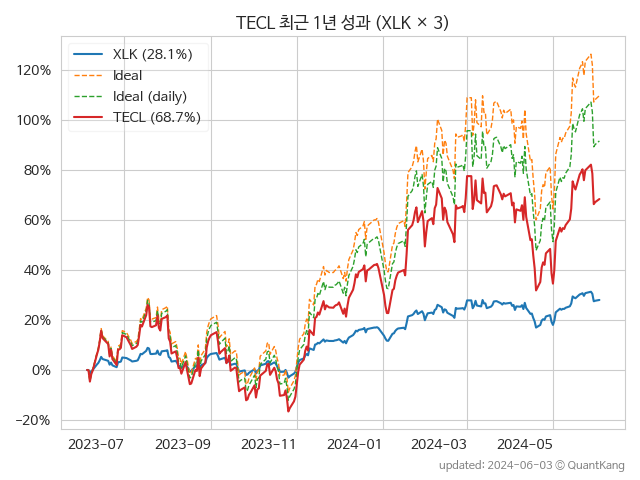 TECL 최근 1년 성과 (XLK × 3)
XLK (28.1%)
Ideal
Ideal (daily)
TECL (68.7%)
120%
100%
80%
60%
40%
20%
0%
−20%
2023−07
2023−09
2023−11
2024−01
2024−03
2024−05
updated: 2024−06−03 ⓒ QuantKang